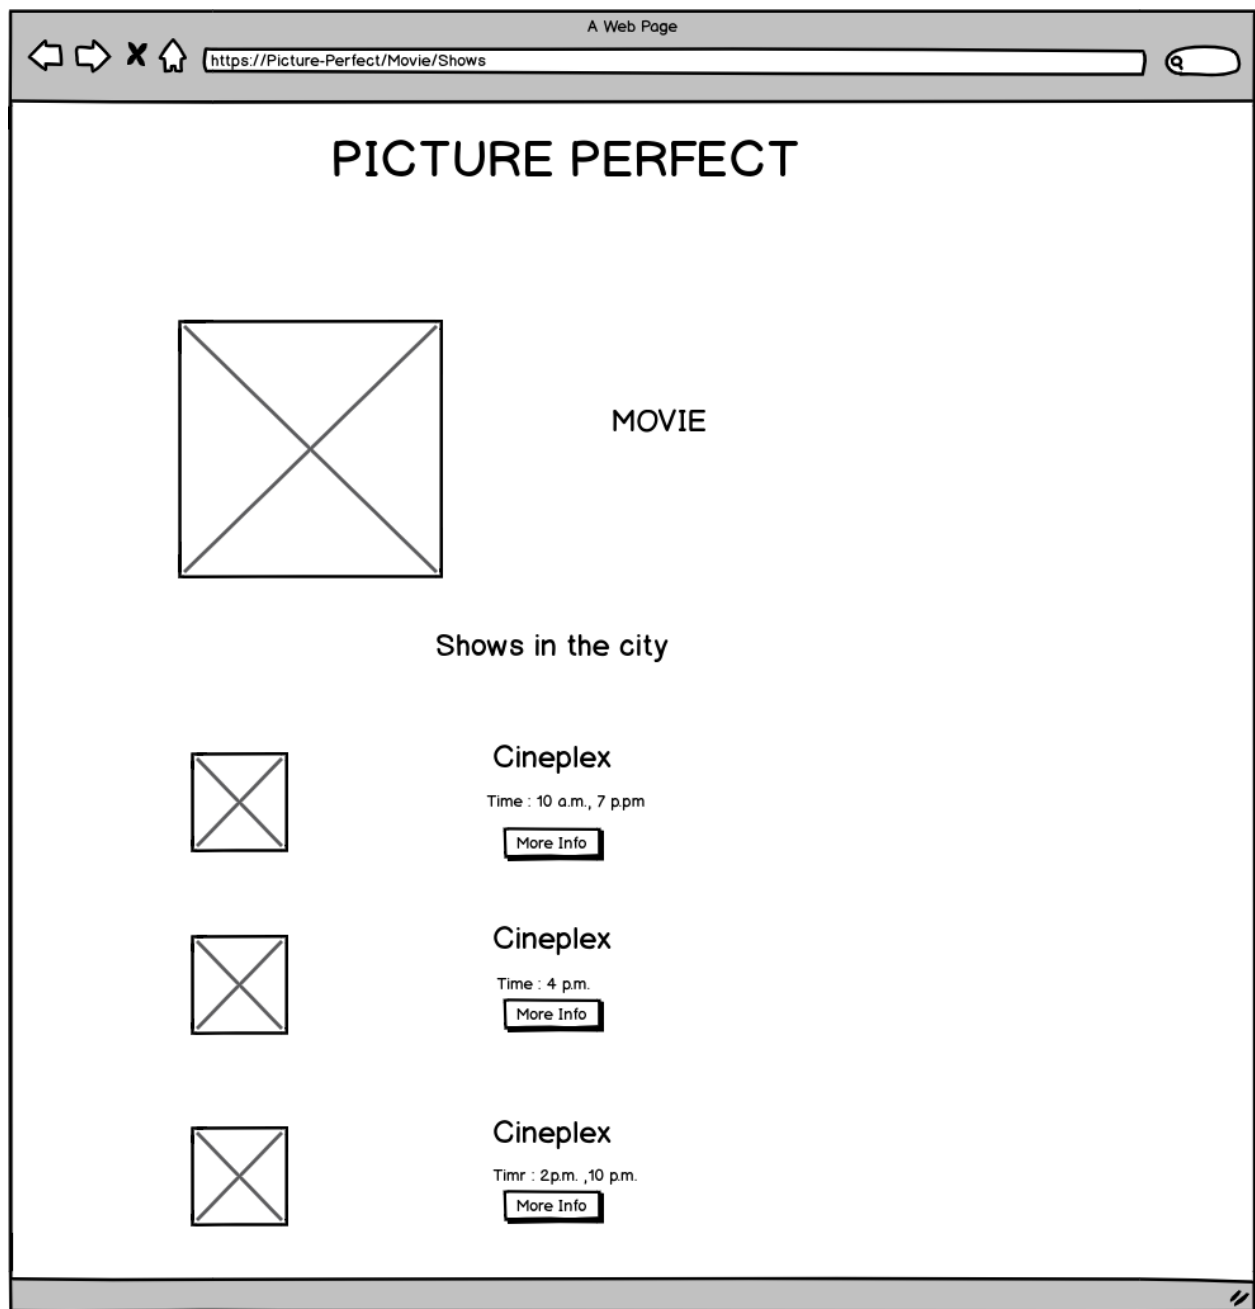 A Web Page
https://Picture-Perfect/Movie/Shows
PICTURE PERFECT
MOVIE
Shows in the city
Cineplex
Time : 10 a.m., 7 p.pm
More Info
Cineplex
Time : 4 p.m.
More Info
Cineplex
Timr : 2p.m. ,10 p.m.
More Info